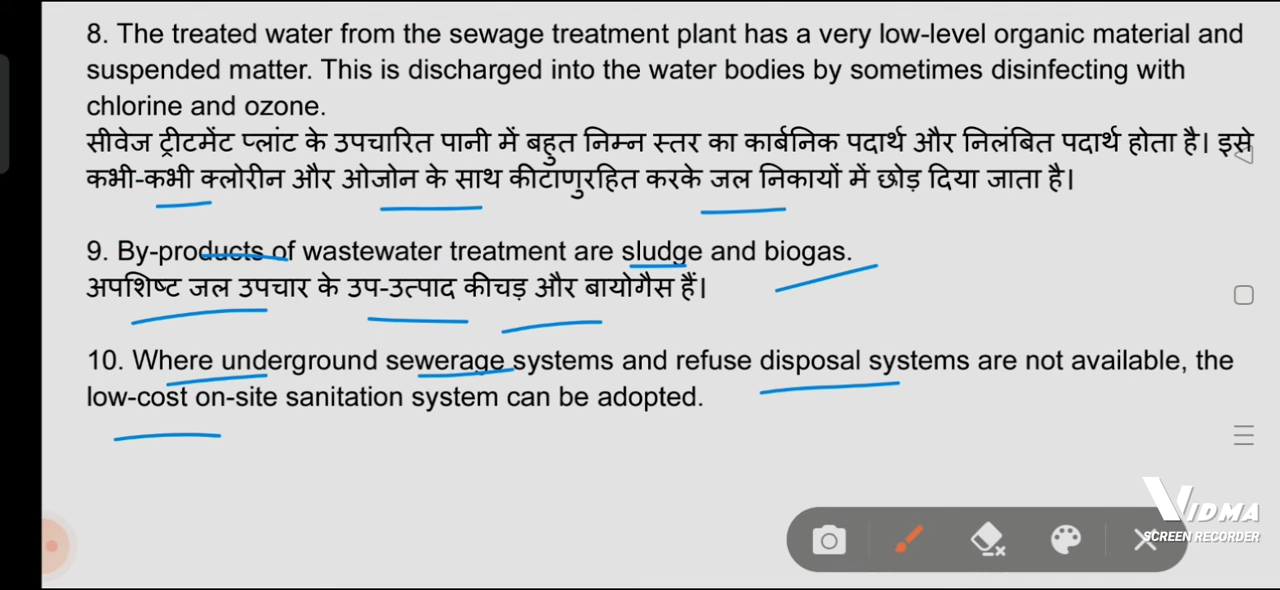 8. The treated water from the sewage treatment plant has a very low-level organic material and
suspended matter. This is discharged into the water bodies by sometimes disinfecting with
chlorine and ozone.
सीवेज ट्रीटमेंट प्लांट के उपचारित पानी में बहुत निम्न स्तर का कार्बनिक पदार्थ और निलंबित पदार्थ होता है। इसे
कभी-कभी क्लोरीन और ओजोन के साथ कीटाणुरहित करके जल निकायों में छोड़ दिया जाता है।
9. By-products of wastewater treatment are sludge and biogas.
अपशिष्ट जल उपचार के उप-उत्पाद कीचड़ और बायोगैस हैं।
10. Where underground sewerage systems and refuse disposal systems are not available, the
low-cost on-site sanitation system can be adopted.
VIDMA
SCREEN RECORDER